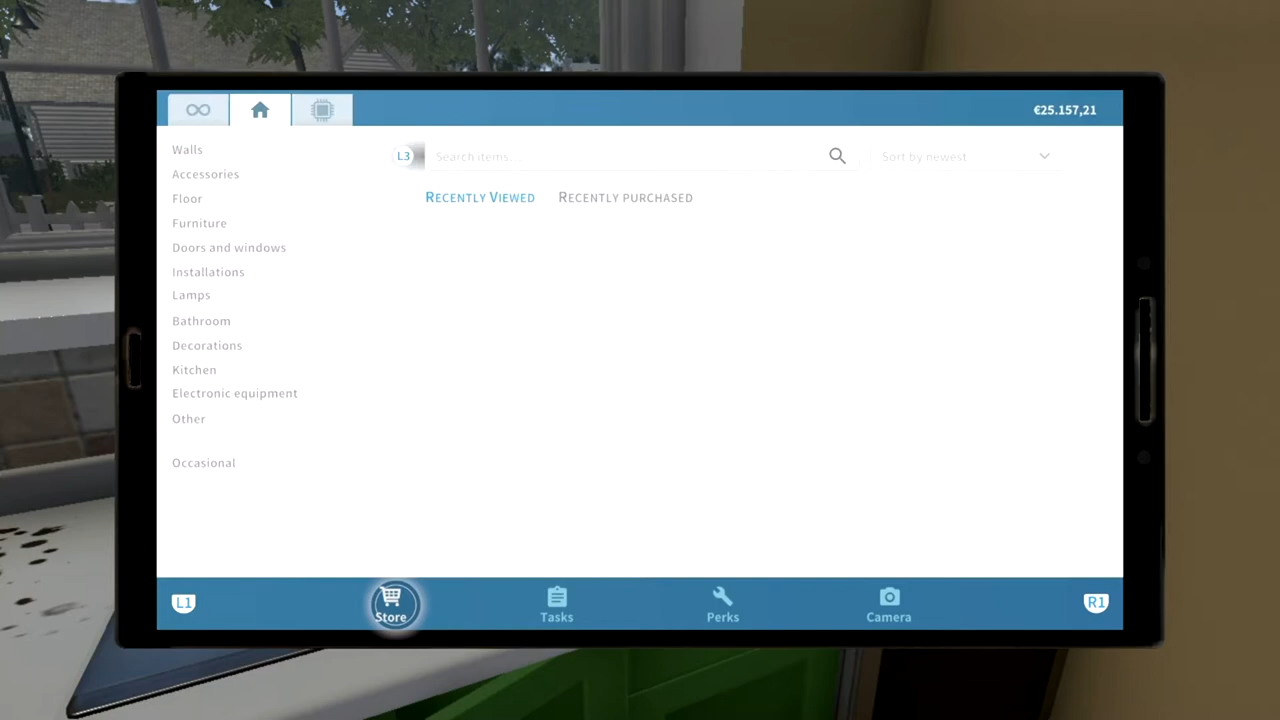 €25.157,21
Walls
Accessories
Floor
Furniture
Doors and windows
Installations
Lamps
Bathroom
Decorations
Kitchen
Electronic equipment
Other
Occasional
L3
Search items...
Sort by newest
RECENTLY VIEWED
RECENTLY PURCHASED
L1
Store
Tasks
Perks
Camera
R1